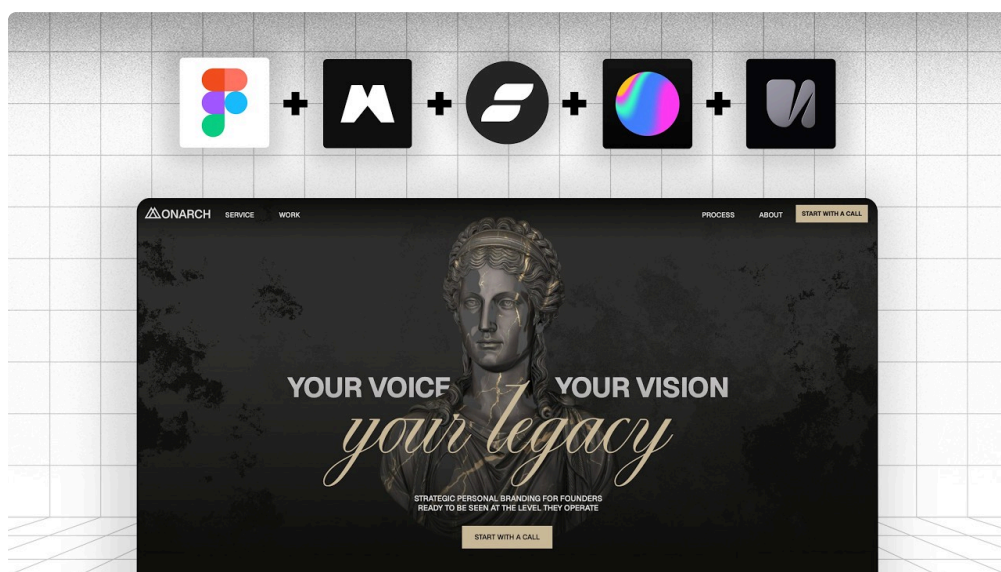 MONARCH
SERVICE
WORK
PROCESS
ABOUT
START WITH A CALL
YOUR VOICE YOUR VISION
your legacy
STRATEGIC PERSONAL BRANDING FOR FOUNDERS
READY TO BE SEEN AT THE LEVEL THEY OPERATE
START WITH A CALL